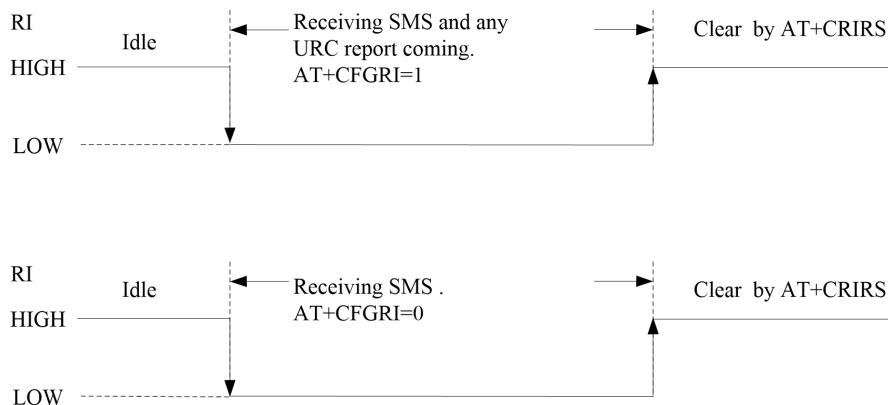 RI
Idle
Receiving SMS and any
URC report coming.
AT+CFGRI=1
Clear by AT+CRIRS
HIGH
LOW
RI
Idle
Receiving SMS .
AT+CFGRI=0
Clear by AT+CRIRS
HIGH
LOW